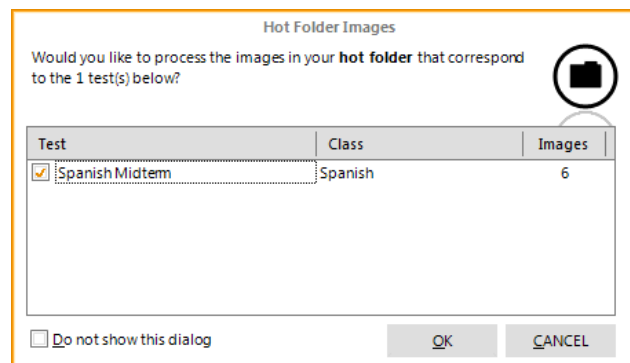 Hot Folder Images
Would you like to process the images in your hot folder that correspond
to the 1 test(s) below?
Test Class Images
Spanish Midterm Spanish 6
Do not show this dialog OK CANCEL